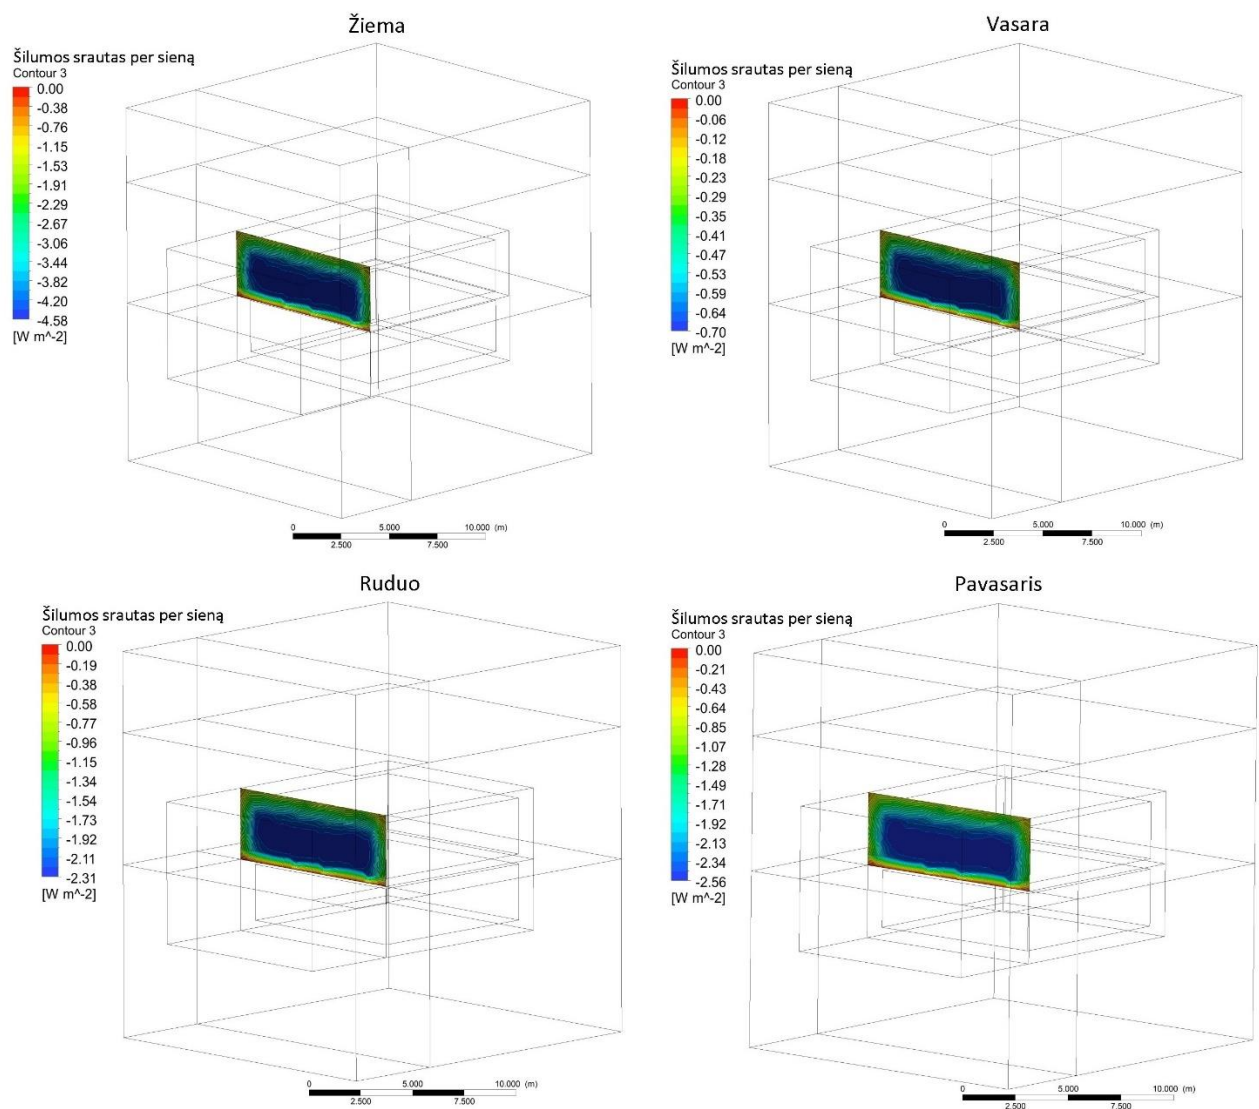 Žiema
Šilumos srautas per sieną
Contour 3
0.00
-0.38
-0.76
-1.15
-1.53
-1.91
-2.29
-2.67
-3.06
-3.44
-3.82
-4.20
-4.58
[W m^-2]
0 5.000 10.000 (m)
2.500 7.500
Vasara
Šilumos srautas per sieną
Contour 3
0.00
-0.06
-0.12
-0.18
-0.23
-0.29
-0.35
-0.41
-0.47
-0.53
-0.59
-0.64
-0.70
[W m^-2]
0 5.000 10.000 (m)
2.500 7.500
Ruduo
Šilumos srautas per sieną
Contour 3
0.00
-0.19
-0.38
-0.58
-0.77
-0.96
-1.15
-1.34
-1.54
-1.73
-1.92
-2.11
-2.31
[W m^-2]
0 5.000 10.000 (m)
2.500 7.500
Pavasaris
Šilumos srautas per sieną
Contour 3
0.00
-0.21
-0.43
-0.64
-0.85
-1.07
-1.28
-1.49
-1.71
-1.92
-2.13
-2.34
-2.56
[W m^-2]
0 5.000 10.000 (m)
2.500 7.500